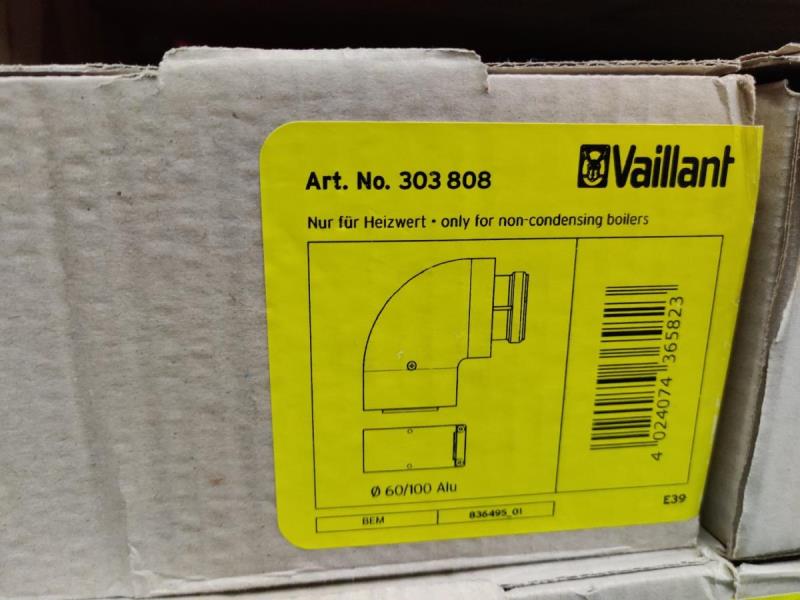 Art. No. 303 808
Vaillant
Nur für Heizwert • only for non-condensing boilers
4 024074 365823
Ø 60/100 Alu
BEM
836495_01
E39